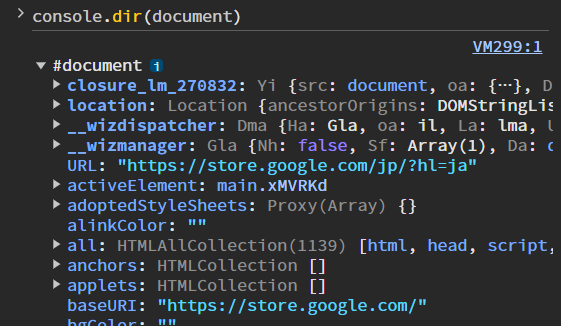 console.dir(document)
VM299:1
#document i
closure_lm_270832: Yi {src: document, oa: {…}, D
location: Location {ancestorOrigins: DOMStringLis
__wizdispatcher: Dma {Ha: Gla, oa: il, La: lma, U
__wizmanager: Gla {Nh: false, Sf: Array(1), Da: c
URL: "https://store.google.com/jp/?hl=ja"
activeElement: main.xMVRKd
adoptedStyleSheets: Proxy(Array) {}
alinkColor: ""
all: HTMLAllCollection(1139) [html, head, script,
anchors: HTMLCollection []
applets: HTMLCollection []
baseURI: "https://store.google.com/"
bgColor: ""